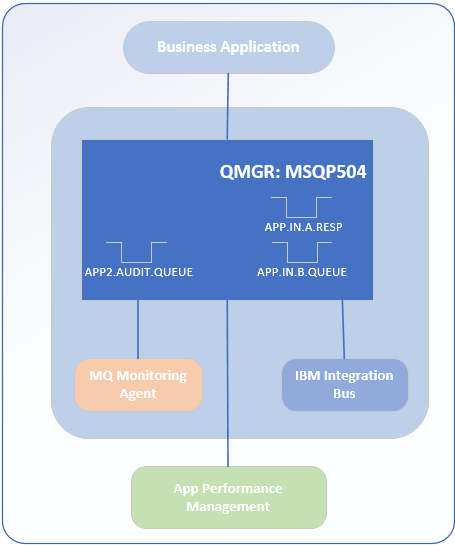 Business Application
QMGR: MSQP504
APP.IN.A.RESP
APP2.AUDIT.QUEUE
APP.IN.B.QUEUE
MQ Monitoring
Agent
IBM Integration
Bus
App Performance
Management